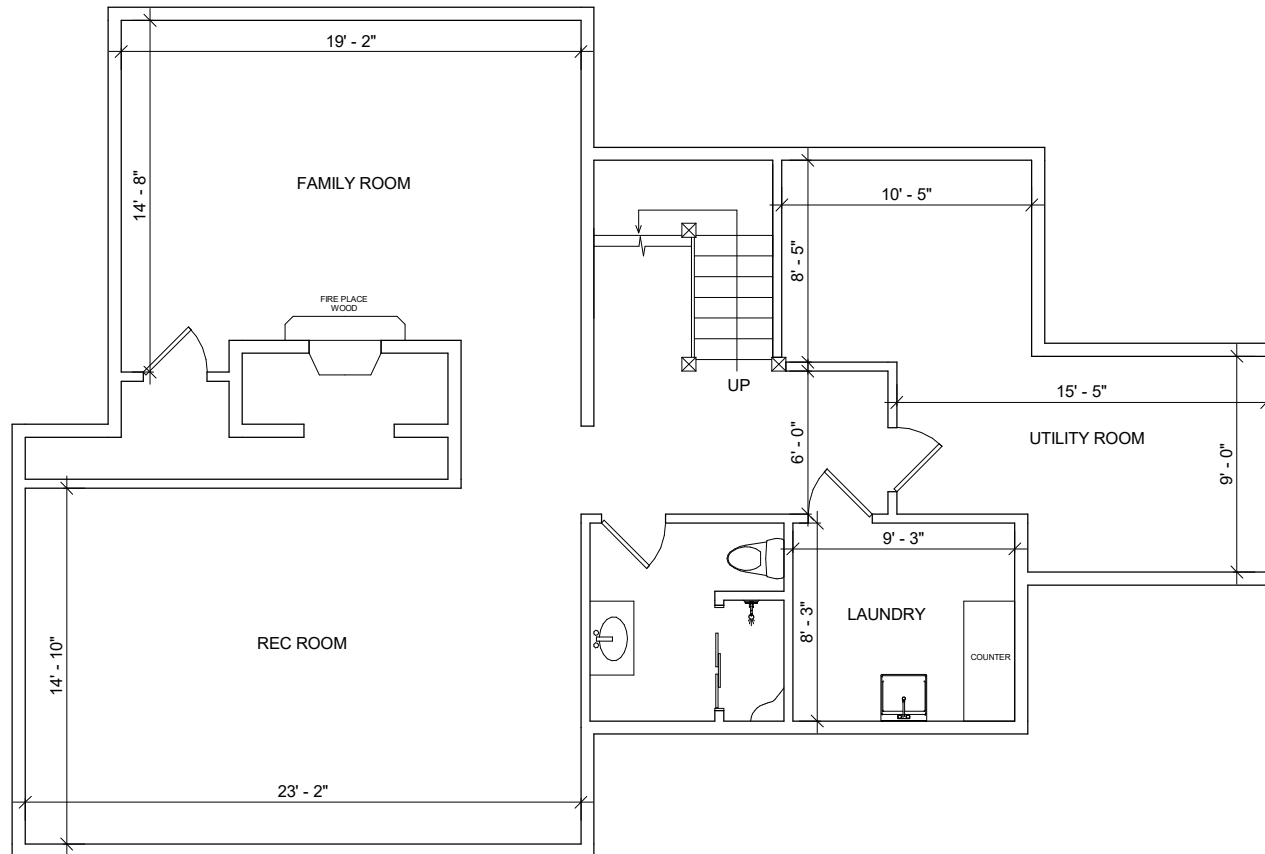 19' - 2"
14' - 8"
FAMILY ROOM
FIRE PLACE
WOOD
10' - 5"
8' - 5"
UP
15' - 5"
UTILITY ROOM
6' - 0"
9' - 0"
9' - 3"
LAUNDRY
8' - 3"
COUNTER
REC ROOM
14' - 10"
23' - 2"